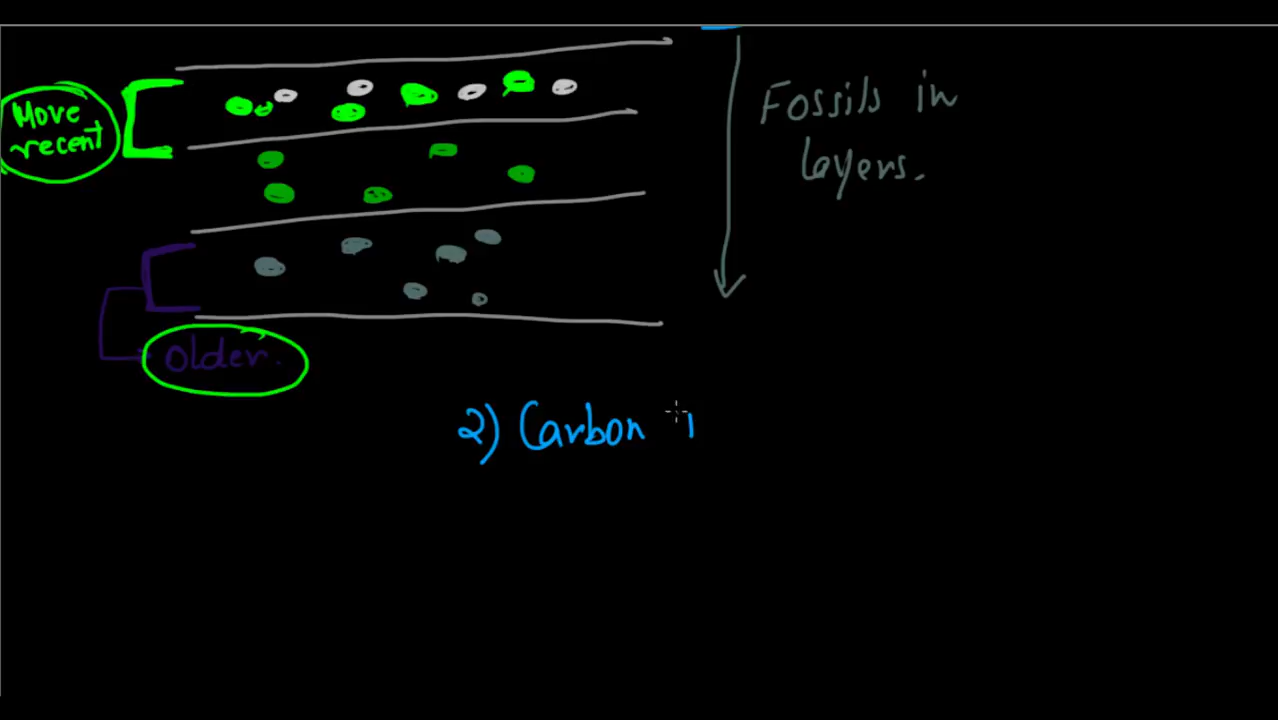 Move
recent
Fossils in
layers.
older.
2) Carbon